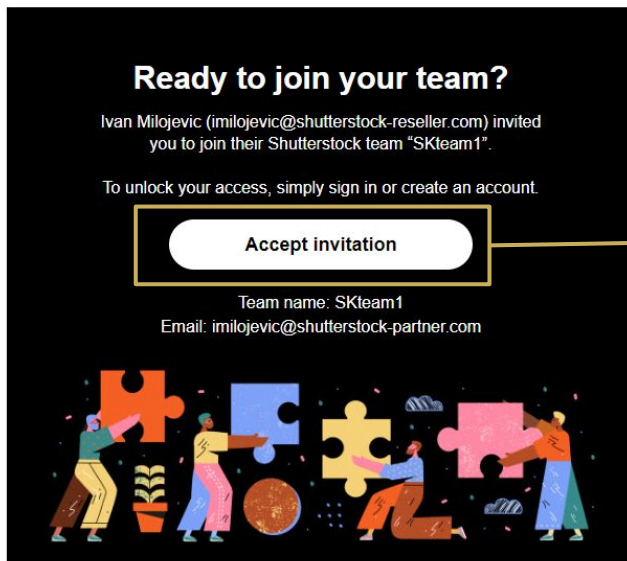 Ready to join your team?
Ivan Milojevic (imilojevic@shutterstock-reseller.com) invited
you to join their Shutterstock team “SKteam1”.
To unlock your access, simply sign in or create an account.
Accept invitation
Team name: SKteam1
Email: imilojevic@shutterstock-partner.com